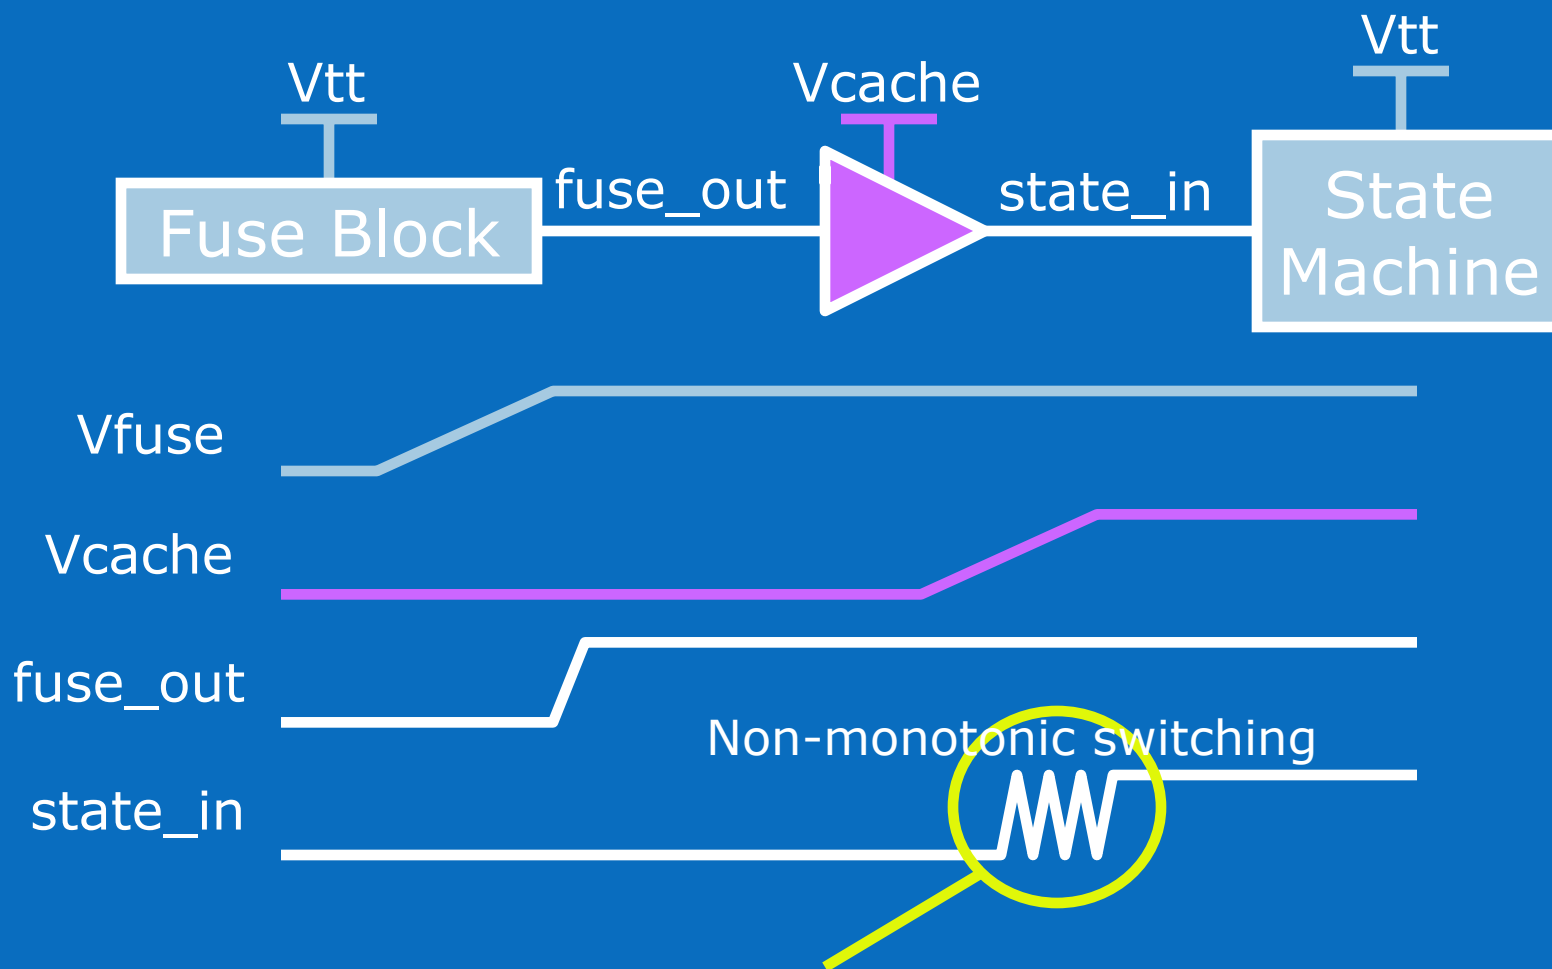 Vtt
Vcache
Vtt
Fuse Block
fuse_out
state_in
State
Machine
Vfuse
Vcache
fuse_out
Non-monotonic switching
state_in